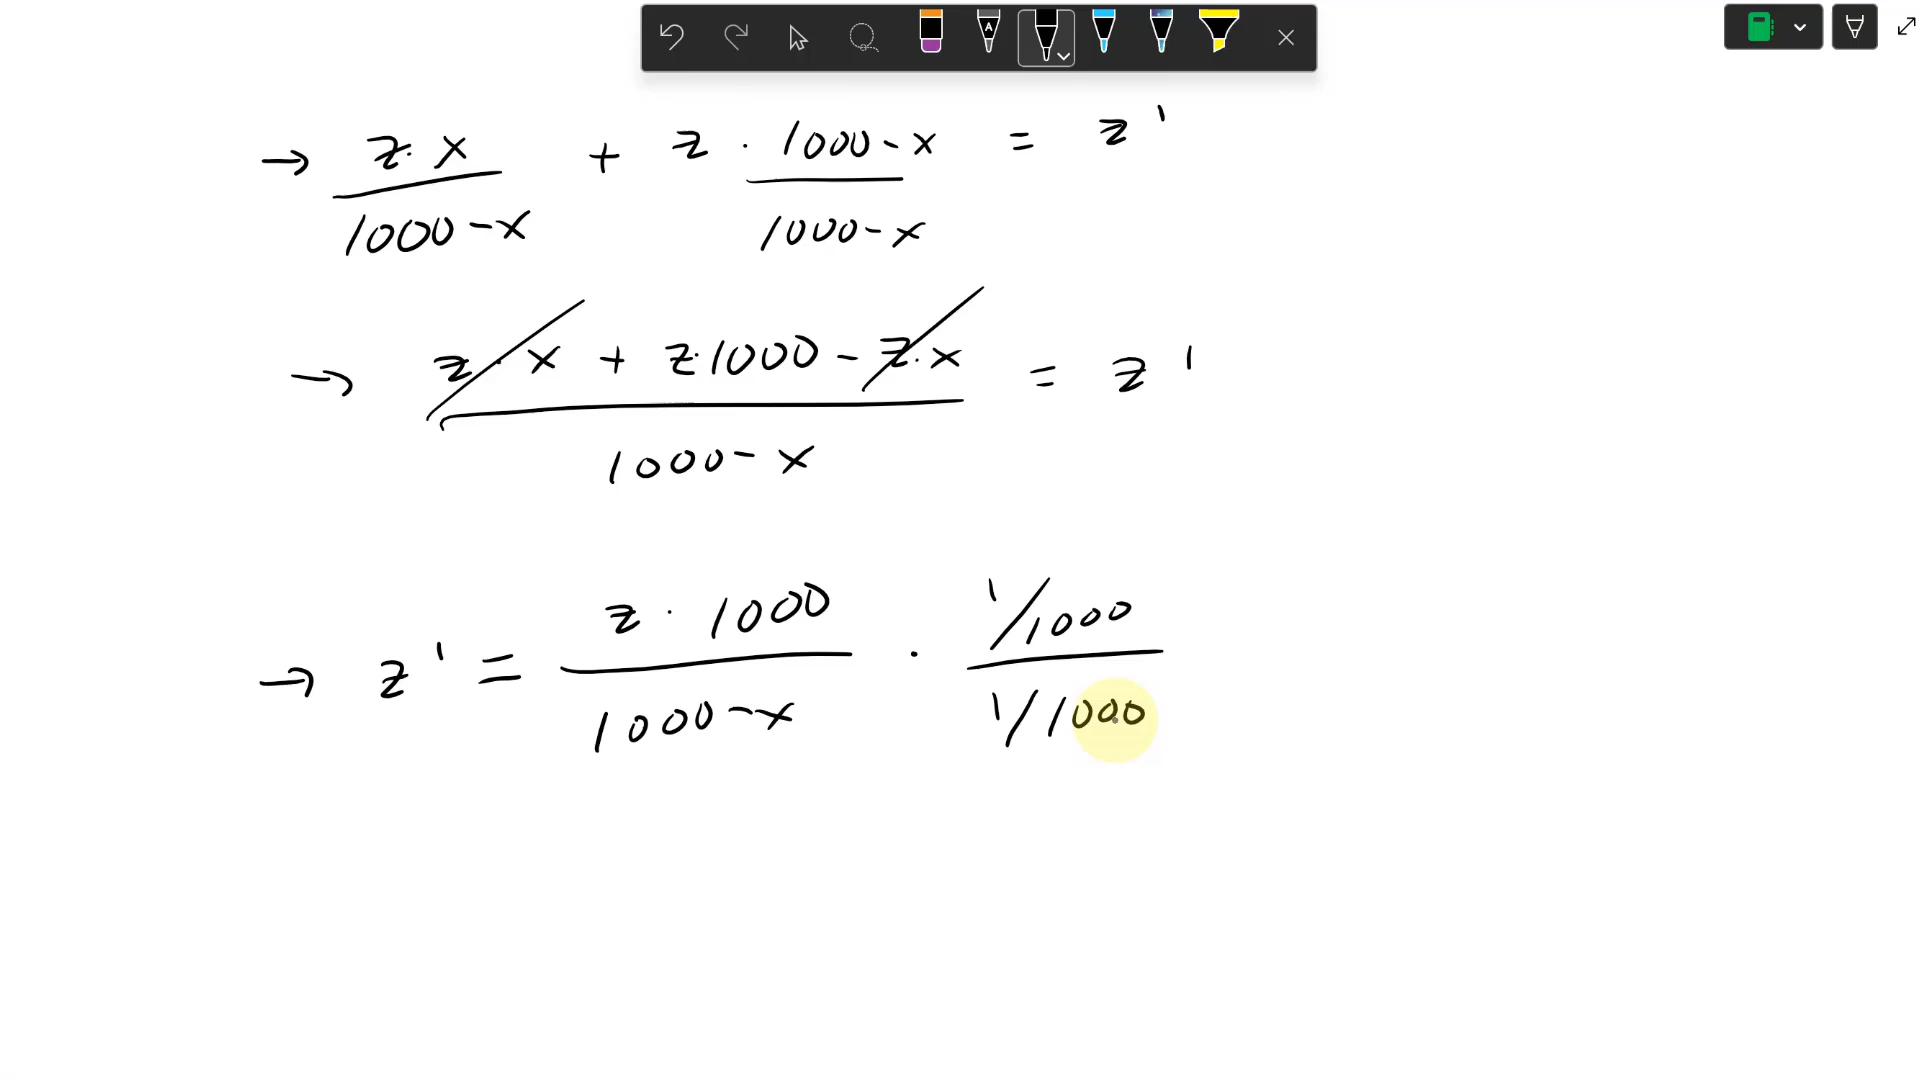 → z·x/1000-x + z · 1000-x/1000-x = z'
→ z·x + z·1000 - z·x/1000-x = z'
→ z' = z · 1000/1000-x · 1/1000/1/1000